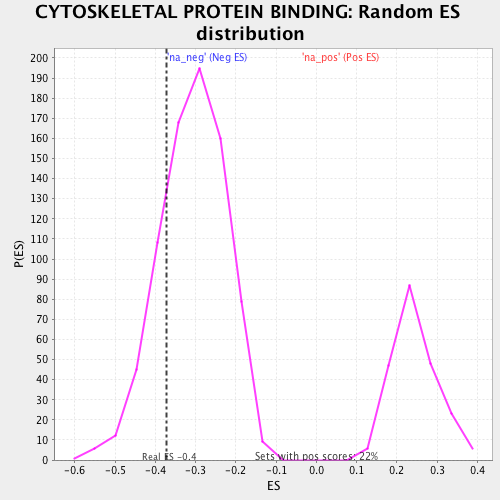 CYTOSKELETAL PROTEIN BINDING: Random ES
distribution
'na_neg' (Neg ES)
'na_pos' (Pos ES)
P(ES)
200
190
180
170
160
150
140
130
120
110
100
90
80
70
60
50
40
30
20
10
0
Real ES -0.4
Sets with pos scores: 22%
-0.6 -0.5 -0.4 -0.3 -0.2 -0.1 0.0 0.1 0.2 0.3 0.4
ES